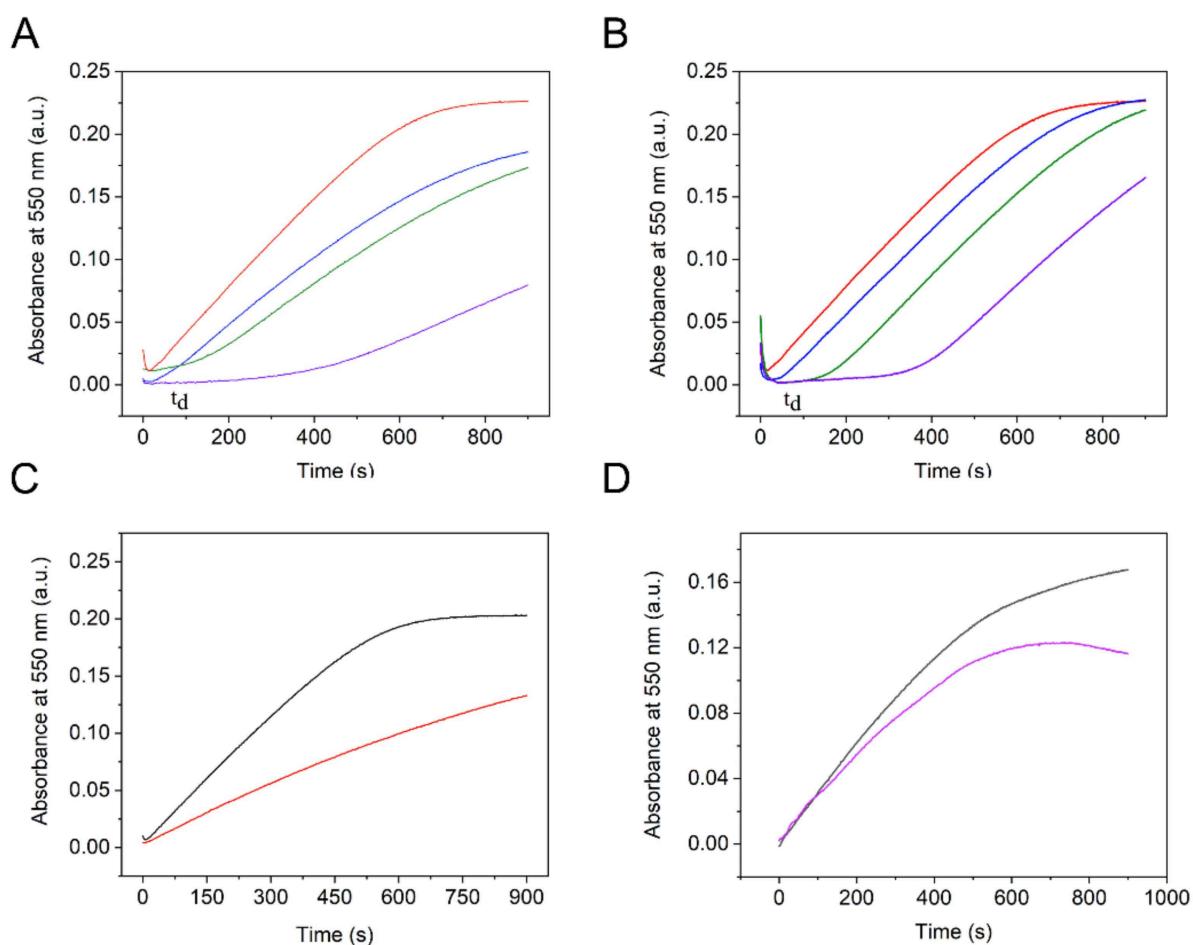 A
Absorbance at 550 nm (a.u.)
0.25
0.20
0.15
0.10
0.05
0.00
td
0 200 400 600 800
Time (s)
B
Absorbance at 550 nm (a.u.)
0.25
0.20
0.15
0.10
0.05
0.00
td
0 200 400 600 800
Time (s)
C
Absorbance at 550 nm (a.u.)
0.25
0.20
0.15
0.10
0.05
0.00
0 150 300 450 600 750 900
Time (s)
D
Absorbance at 550 nm (a.u.)
0.16
0.12
0.08
0.04
0.00
0 200 400 600 800 1000
Time (s)